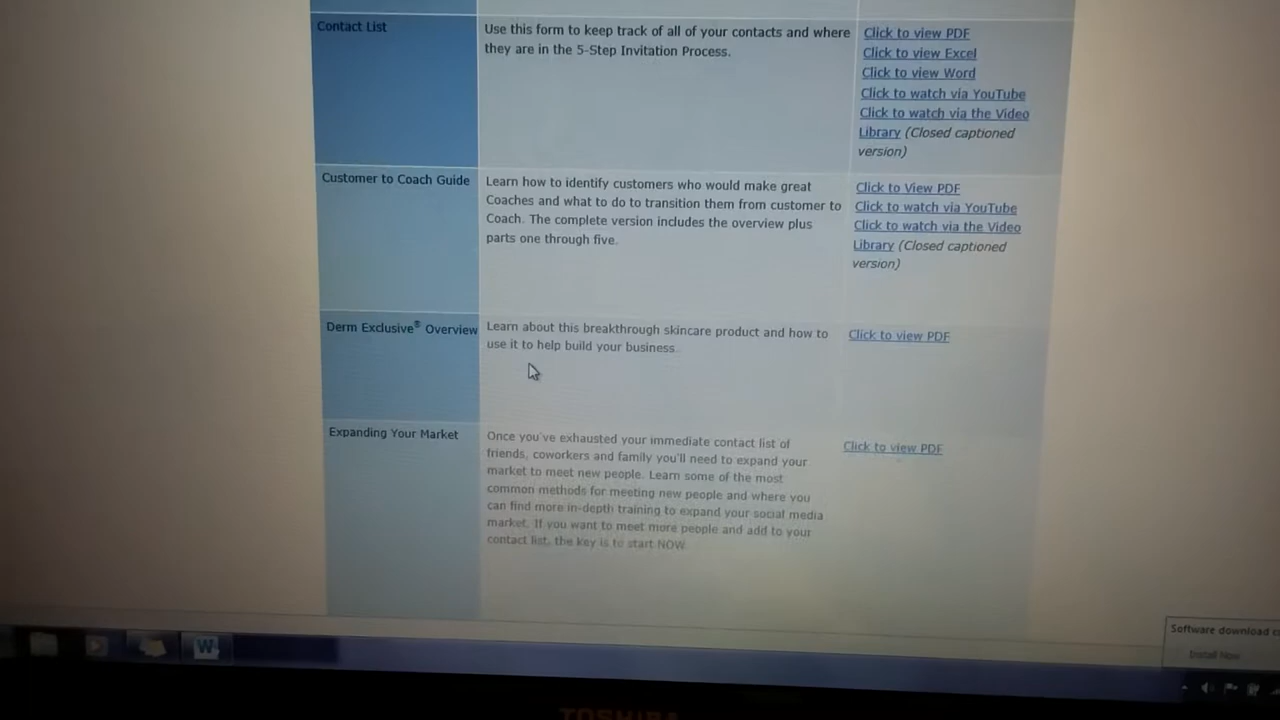 Contact List
Use this form to keep track of all of your contacts and where
they are in the 5-Step Invitation Process.
Click to view PDF
Click to view Excel
Click to view Word
Click to watch via YouTube
Click to watch via the Video
Library (Closed captioned
version)
Customer to Coach Guide
Learn how to identify customers who would make great
Coaches and what to do to transition them from customer to
Coach. The complete version includes the overview plus
parts one through five.
Click to View PDF
Click to watch via YouTube
Click to watch via the Video
Library (Closed captioned
version)
Derm Exclusive® Overview
Learn about this breakthrough skincare product and how to
use it to help build your business.
Click to view PDF
Expanding Your Market
Once you've exhausted your immediate contact list of
friends, coworkers and family you'll need to expand your
market to meet new people. Learn some of the most
common methods for meeting new people and where you
can find more in-depth training to expand your social media
market. If you want to meet more people and add to your
contact list, the key is to start NOW.
Click to view PDF
W
Software download
Install Now
TOSHIBA